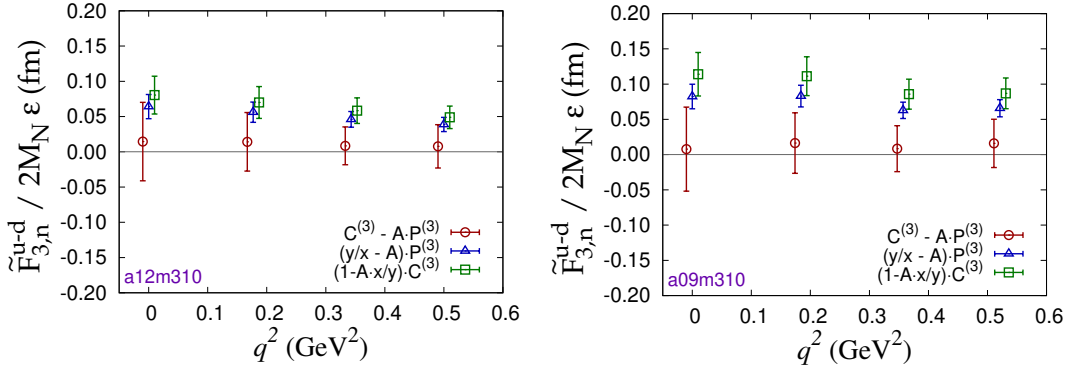 F̃₃,ₙᵘ⁻ᵈ / 2M_N ε (fm)
0.20
0.15
0.10
0.05
0.00
-0.05
-0.10
-0.15
-0.20
C⁽³⁾ - A·P⁽³⁾
(y/x - A)·P⁽³⁾
(1-A·x/y)·C⁽³⁾
a12m310
0 0.1 0.2 0.3 0.4 0.5 0.6
q² (GeV²)
F̃₃,ₙᵘ⁻ᵈ / 2M_N ε (fm)
0.20
0.15
0.10
0.05
0.00
-0.05
-0.10
-0.15
-0.20
C⁽³⁾ - A·P⁽³⁾
(y/x - A)·P⁽³⁾
(1-A·x/y)·C⁽³⁾
a09m310
0 0.1 0.2 0.3 0.4 0.5 0.6
q² (GeV²)